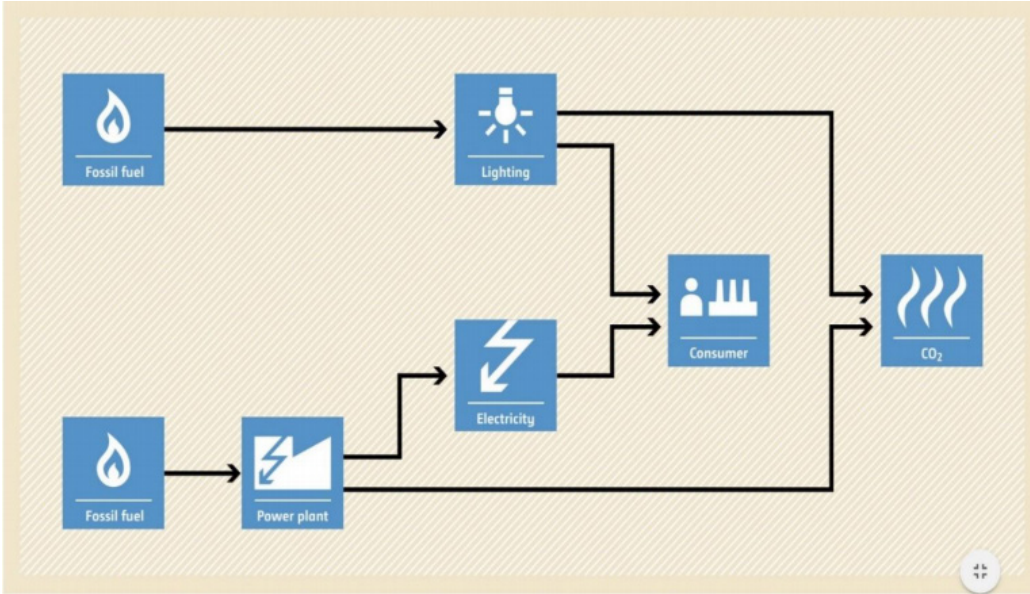 Fossil fuel
Lighting
Consumer
CO₂
Electricity
Fossil fuel
Power plant